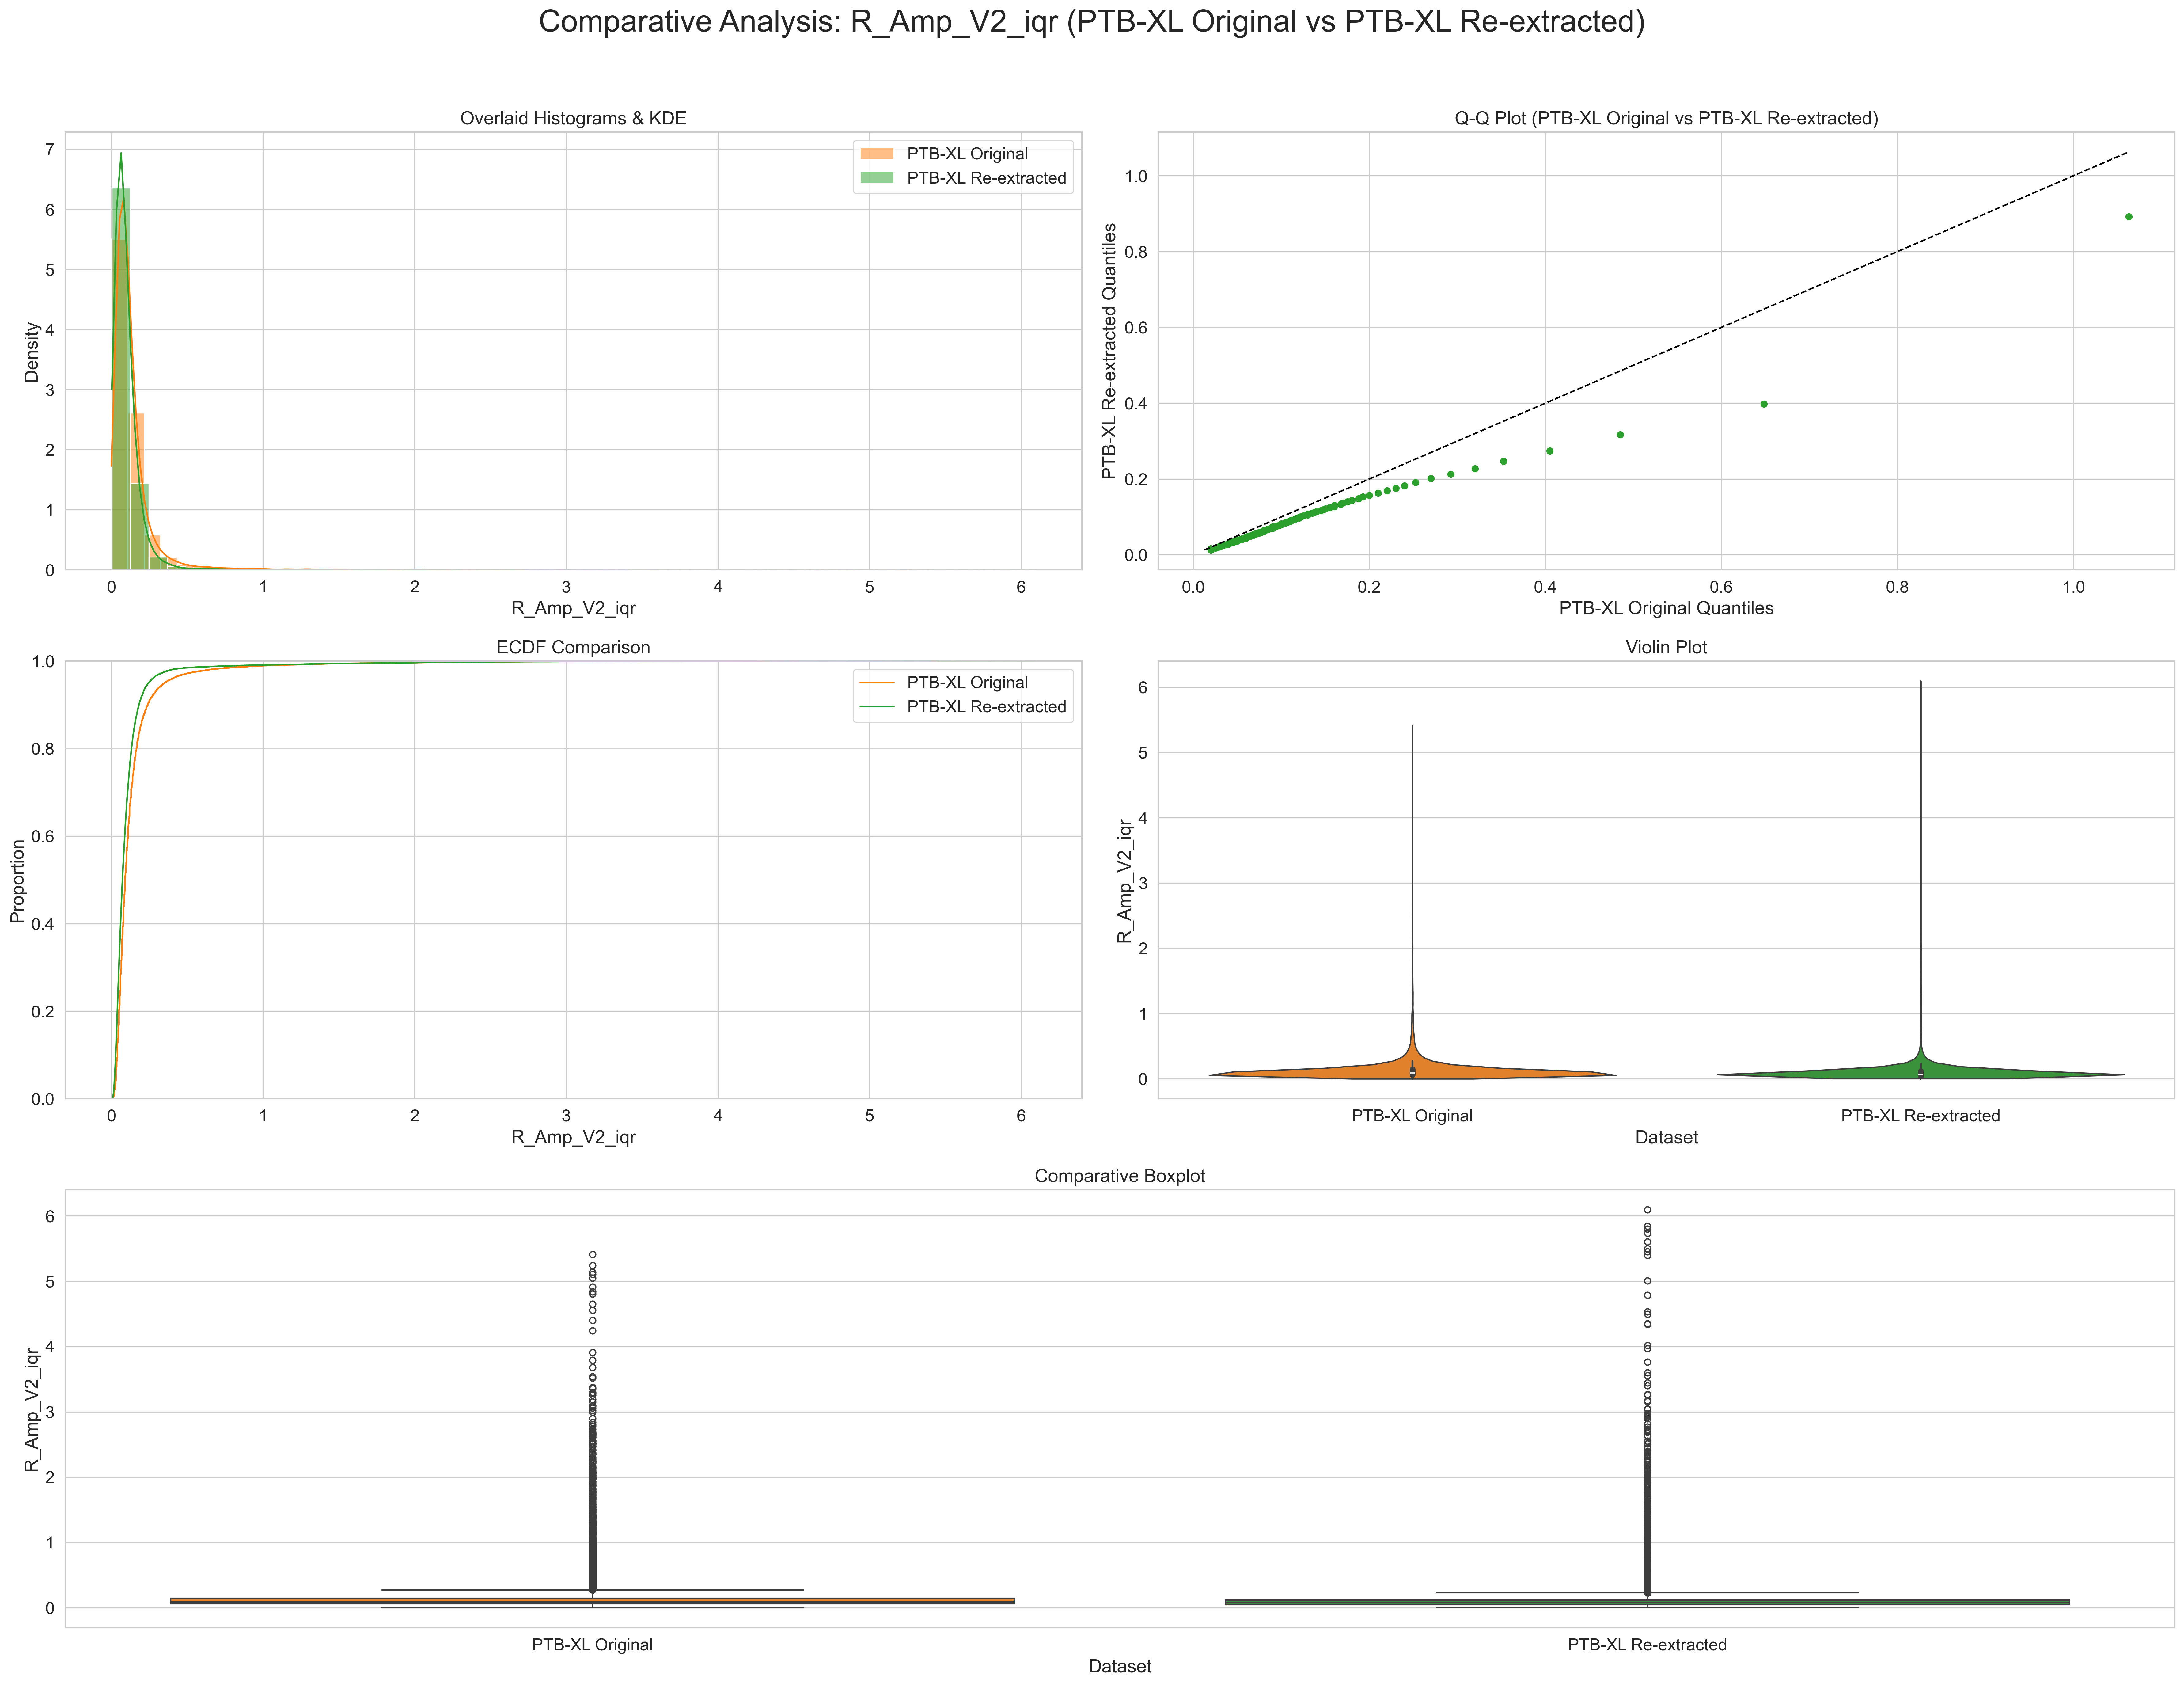 Comparative Analysis: R_Amp_V2_iqr (PTB-XL Original vs PTB-XL Re-extracted)
Overlaid Histograms & KDE
7
6
5
4
3
2
1
0
Density
0 1 2 3 4 5 6
R_Amp_V2_iqr
PTB-XL Original
PTB-XL Re-extracted
Q-Q Plot (PTB-XL Original vs PTB-XL Re-extracted)
1.0
0.8
0.6
0.4
0.2
0.0
PTB-XL Re-extracted Quantiles
0.0 0.2 0.4 0.6 0.8 1.0
PTB-XL Original Quantiles
ECDF Comparison
1.0
0.8
0.6
0.4
0.2
0.0
Proportion
0 1 2 3 4 5 6
R_Amp_V2_iqr
PTB-XL Original
PTB-XL Re-extracted
Violin Plot
6
5
4
3
2
1
0
R_Amp_V2_iqr
PTB-XL Original PTB-XL Re-extracted
Dataset
Comparative Boxplot
6
5
4
3
2
1
0
R_Amp_V2_iqr
PTB-XL Original PTB-XL Re-extracted
Dataset